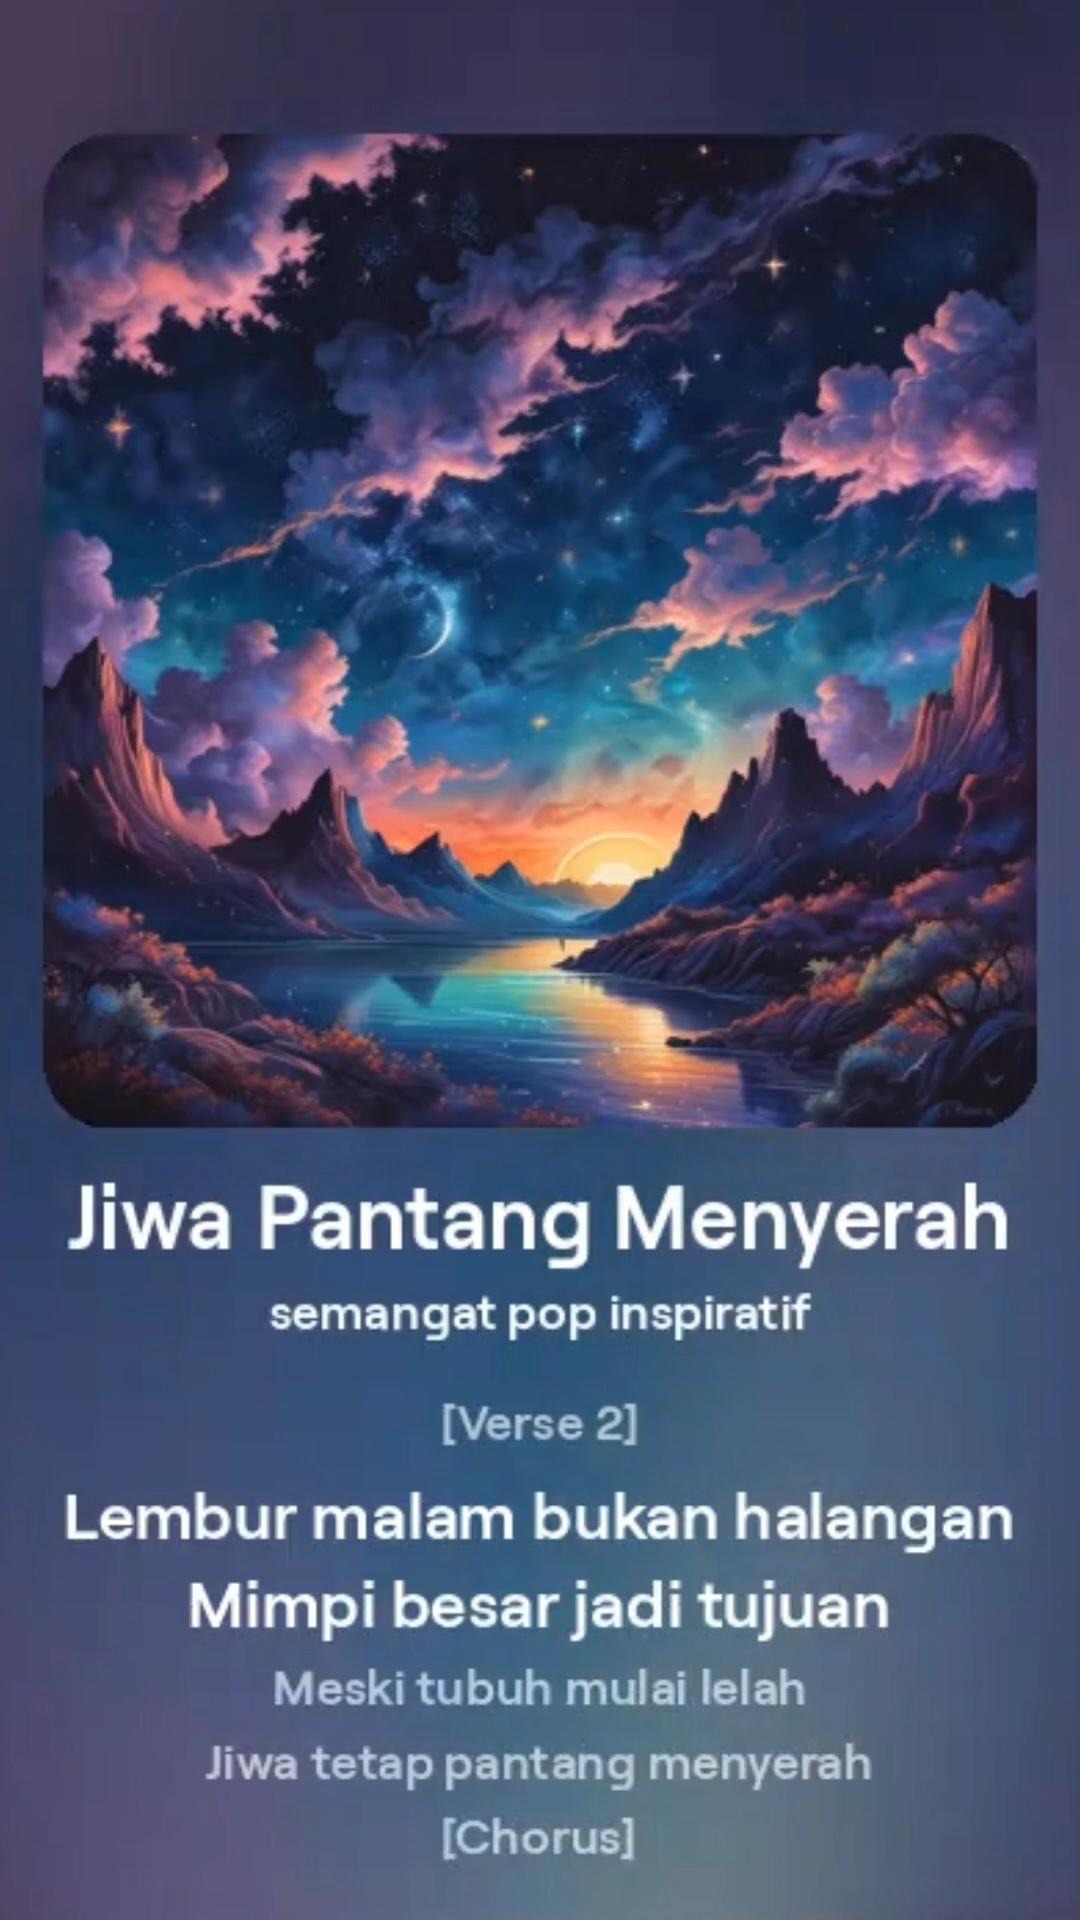 Jiwa Pantang Menyerah
semangat pop inspiratif
[Verse 2]
Lembur malam bukan halangan
Mimpi besar jadi tujuan
Meski tubuh mulai lelah
Jiwa tetap pantang menyerah
[Chorus]